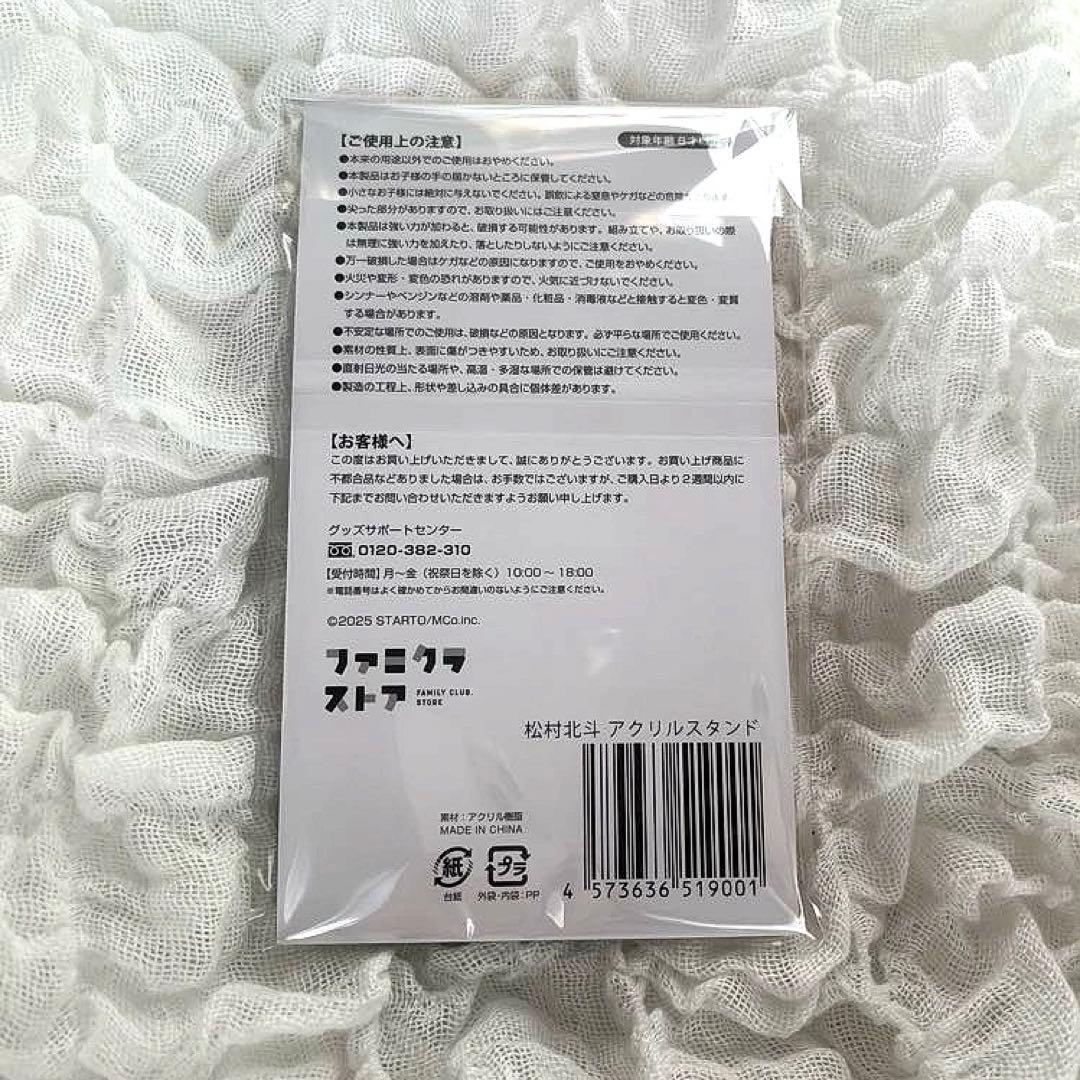 【ご使用上の注意】
対象年齢
●本来の用途以外でのご使用はおやめください。
●本製品はお子様の手の届かないところに保管してください。
●小さなお子様には絶対に与えないでください。誤飲による窒息やケガなどの危険があります。
●尖った部分がありますので、お取り扱いにはご注意ください。
●本製品は強い力が加わると、破損する可能性があります。組み立てや、お取り扱いの際
は無理に強い力を加えたり、落としたりしないようにご注意ください。
●万一破損した場合はケガなどの原因になりますので、ご使用をおやめください。
●火災や変形・変色の恐れがありますので、火気に近づけないでください。
●シンナーやベンジンなどの溶剤や薬品・化粧品・消毒液などと接触すると変色・変質
する場合があります。
●不安定な場所でのご使用は、破損などの原因となります。必ず平らな場所でご使用ください。
●素材の性質上、表面に傷がつきやすいため、お取り扱いにご注意ください。
●直射日光の当たる場所や、高温・多湿な場所での保管は避けてください。
●製造の工程上、形状や差し込みの具合に個体差があります。
【お客様へ】
この度はお買い上げいただきまして、誠にありがとうございます。お買い上げ商品に
不都合品などありました場合は、お手数ではございますが、ご購入日より2週間以内に
下記までお問い合わせいただきますようお願い申し上げます。
グッズサポートセンター
0120-382-310
【受付時間】月～金（祝祭日を除く）10:00～18:00
※電話番号はよく確かめてからお間違いのないようにご注意ください。
©2025 STARTO/MCo.inc.
ファミクラ
ストア FAMILY CLUB. STORE
松村北斗 アクリルスタンド
素材：アクリル樹脂
MADE IN CHINA
紙 プラ
台紙 外袋・内袋：PP
4 573636 519001